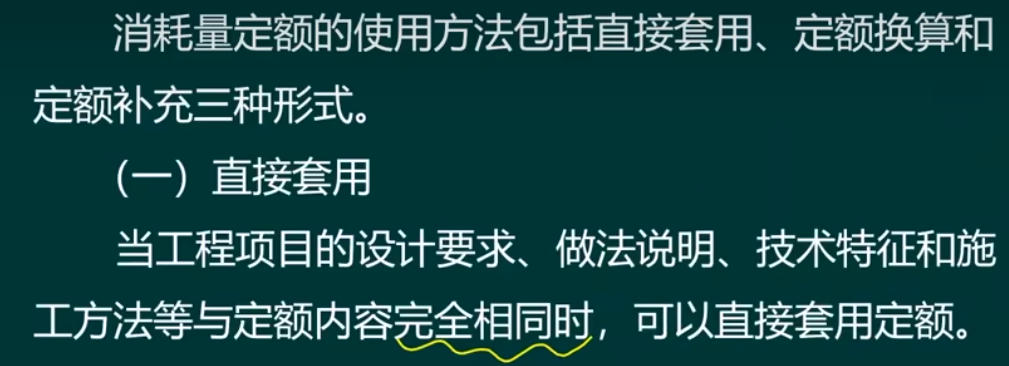 消耗量定额的使用方法包括直接套用、定额换算和
定额补充三种形式。
（一）直接套用
当工程项目的设计要求、做法说明、技术特征和施
工方法等与定额内容完全相同时，可以直接套用定额。